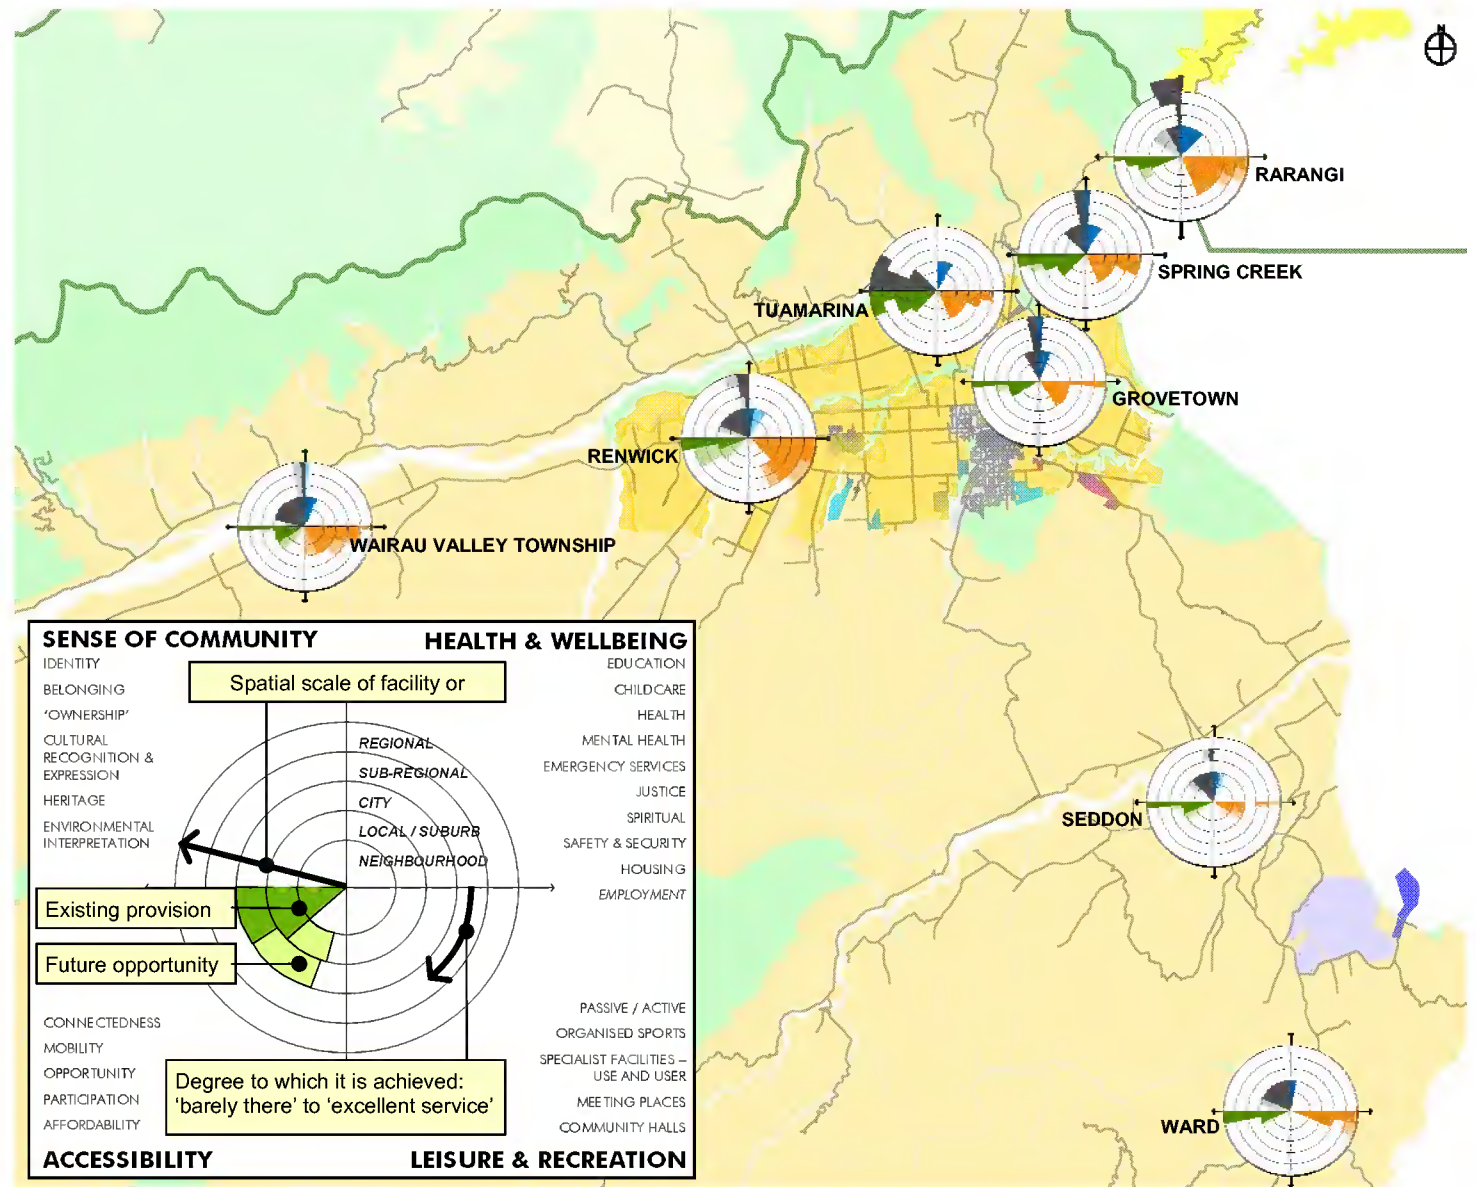 N
RARANGI
SPRING CREEK
TUAMARINA
GROVETOWN
RENWICK
WAIRAU VALLEY TOWNSHIP
SEDDON
WARD
SENSE OF COMMUNITY
IDENTITY
BELONGING
'OWNERSHIP'
CULTURAL
RECOGNITION &
EXPRESSION
HERITAGE
ENVIRONMENTAL
INTERPRETATION
HEALTH & WELLBEING
EDUCATION
CHILDCARE
HEALTH
MENTAL HEALTH
EMERGENCY SERVICES
JUSTICE
SPIRITUAL
SAFETY & SECURITY
HOUSING
EMPLOYMENT
Spatial scale of facility or
REGIONAL
SUB-REGIONAL
CITY
LOCAL / SUBURB
NEIGHBOURHOOD
Existing provision
Future opportunity
CONNECTEDNESS
MOBILITY
OPPORTUNITY
PARTICIPATION
AFFORDABILITY
ACCESSIBILITY
Degree to which it is achieved:
'barely there' to 'excellent service'
PASSIVE / ACTIVE
ORGANISED SPORTS
SPECIALIST FACILITIES –
USE AND USER
MEETING PLACES
COMMUNITY HALLS
LEISURE & RECREATION